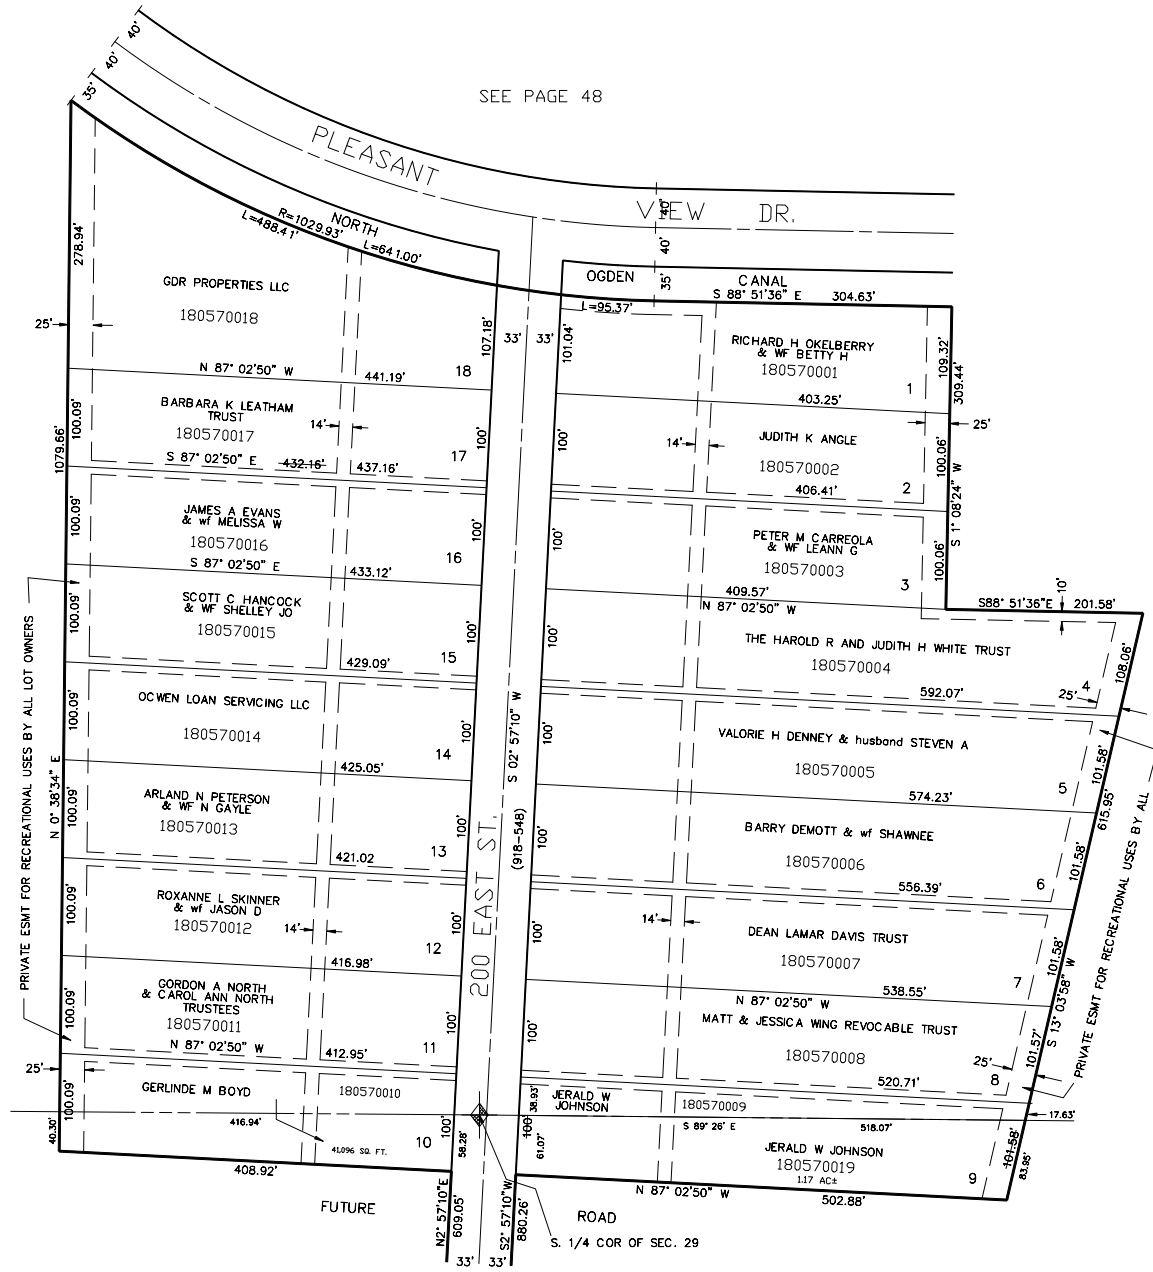 SEE PAGE 48
40'
40'
35'
PLEASANT
VIEW DR.
40'
40'
35'
NORTH
R=1029.93'
L=488.41'
L=641.00'
OGDEN
CANAL
S 88° 51'36" E 304.63'
L=95.37'
278.94'
GDR PROPERTIES LLC
180570018
25'
107.18'
33' 33'
101.04'
N 87° 02'50" W
441.19'
18
RICHARD H OKELBERRY
& WF BETTY H
180570001
1
109.32'
309.44'
403.25'
BARBARA K LEATHAM
TRUST
180570017
14'
100.09'
1079.66'
S 87° 02'50" E 432.16'
437.16'
17
100'
100'
JUDITH K ANGLE
180570002
14'
25'
406.41'
2
100.06'
S 1° 08'24" W
JAMES A EVANS
& wf MELISSA W
180570016
100.09'
S 87° 02'50" E
433.12'
16
100'
100'
PETER M CARREOLA
& WF LEANN G
180570003
3
100.06'
409.57'
N 87° 02'50" W
10'
S88° 51'36"E 201.58'
SCOTT C HANCOCK
& WF SHELLEY JO
180570015
100.09'
429.09'
15
100'
100'
THE HAROLD R AND JUDITH H WHITE TRUST
180570004
4
108.06'
592.07'
25'
OCWEN LOAN SERVICING LLC
180570014
100.09'
425.05'
14
100'
100'
S 02° 57'10" W
VALORIE H DENNEY & husband STEVEN A
180570005
5
101.58'
574.23'
615.95'
N 0° 38'34" E
ARLAND N PETERSON
& WF N GAYLE
180570013
100.09'
421.02
13
100'
100'
(918-548)
200 EAST ST.
BARRY DEMOTT & wf SHAWNEE
180570006
6
101.58'
556.39'
ROXANNE L SKINNER
& wf JASON D
180570012
14'
100.09'
416.98'
12
100'
100'
14'
DEAN LAMAR DAVIS TRUST
180570007
7
101.58'
538.55'
N 87° 02'50" W
S 13° 03'58" W
GORDON A NORTH
& CAROL ANN NORTH
TRUSTEES
180570011
100.09'
N 87° 02'50" W
412.95'
11
100'
100'
MATT & JESSICA WING REVOCABLE TRUST
180570008
25'
8
101.57'
520.71'
25'
GERLINDE M BOYD
180570010
100.09'
40.30'
416.94'
41,096 SQ. FT.
10
100'
58.28'
408.92'
38.93'
100'
61.07'
JERALD W
JOHNSON
180570009
S 89° 26' E
518.07'
17.63'
101.58'
83.95'
JERALD W JOHNSON
180570019
1.17 AC±
9
N 87° 02'50" W
502.88'
FUTURE
ROAD
N2° 57'10"E
609.05'
S2° 57'10"W
880.26'
33' 33'
S. 1/4 COR OF SEC. 29
PRIVATE ESMT FOR RECREATIONAL USES BY ALL LOT OWNERS
PRIVATE ESMT FOR RECREATIONAL USES BY ALL